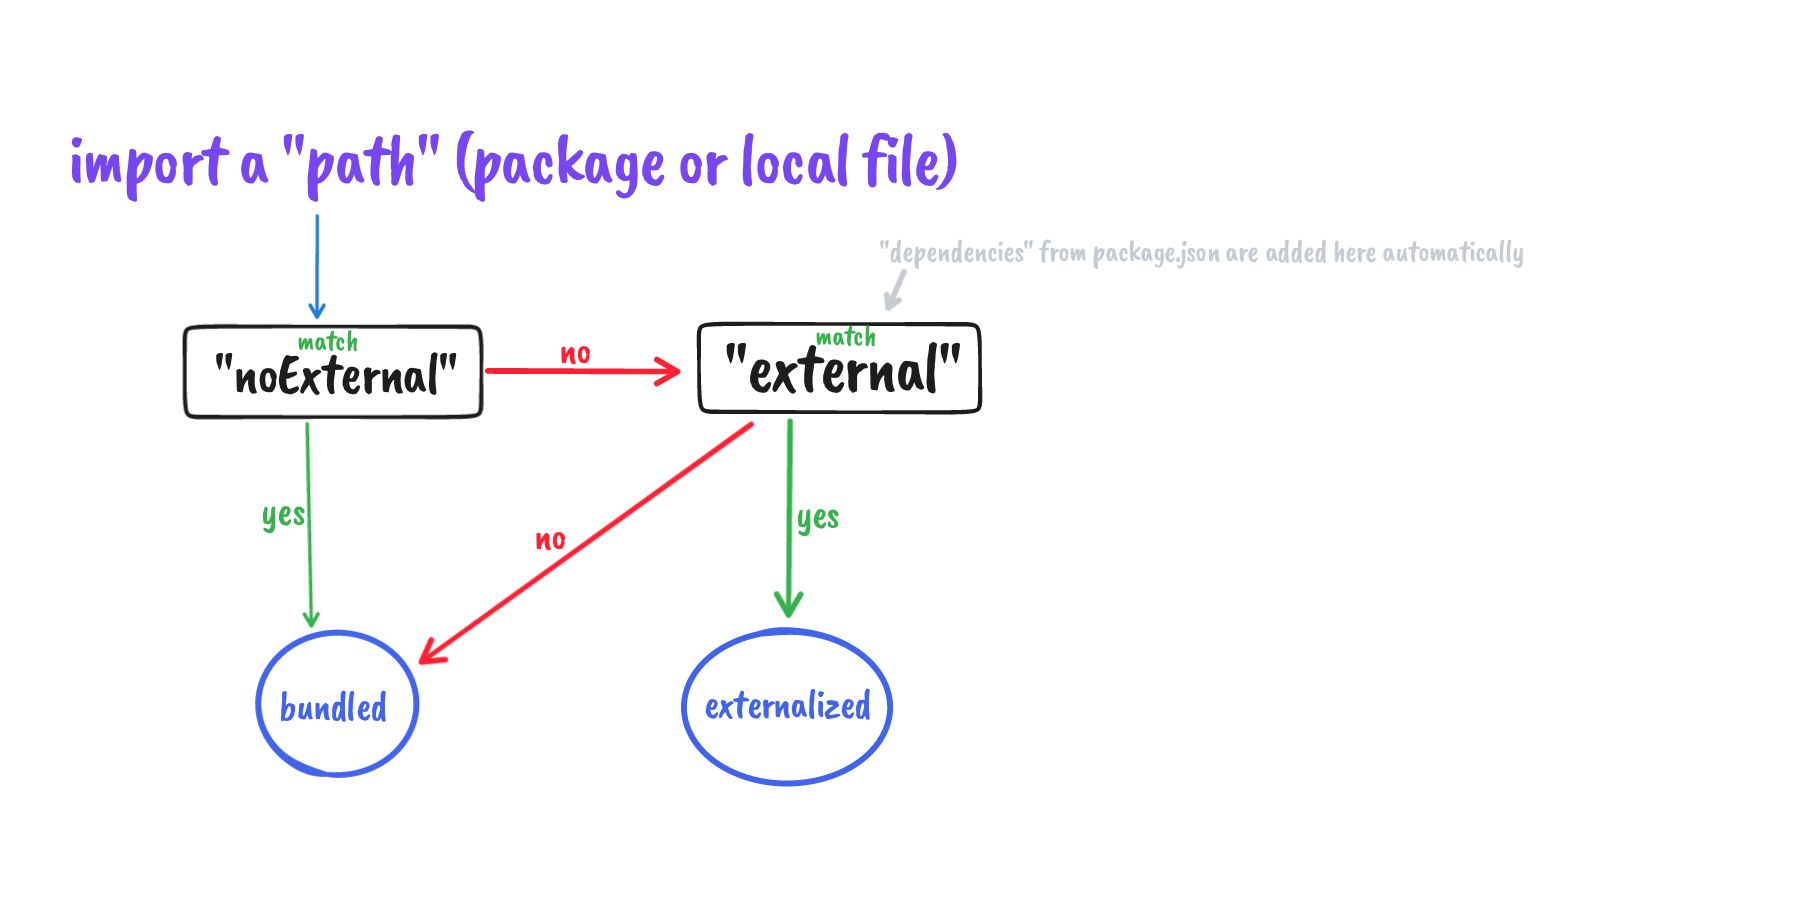 import a "path" (package or local file)
"dependencies" from package.json are added here automatically
match
"noExternal"
no
match
"external"
yes
no
yes
bundled
externalized